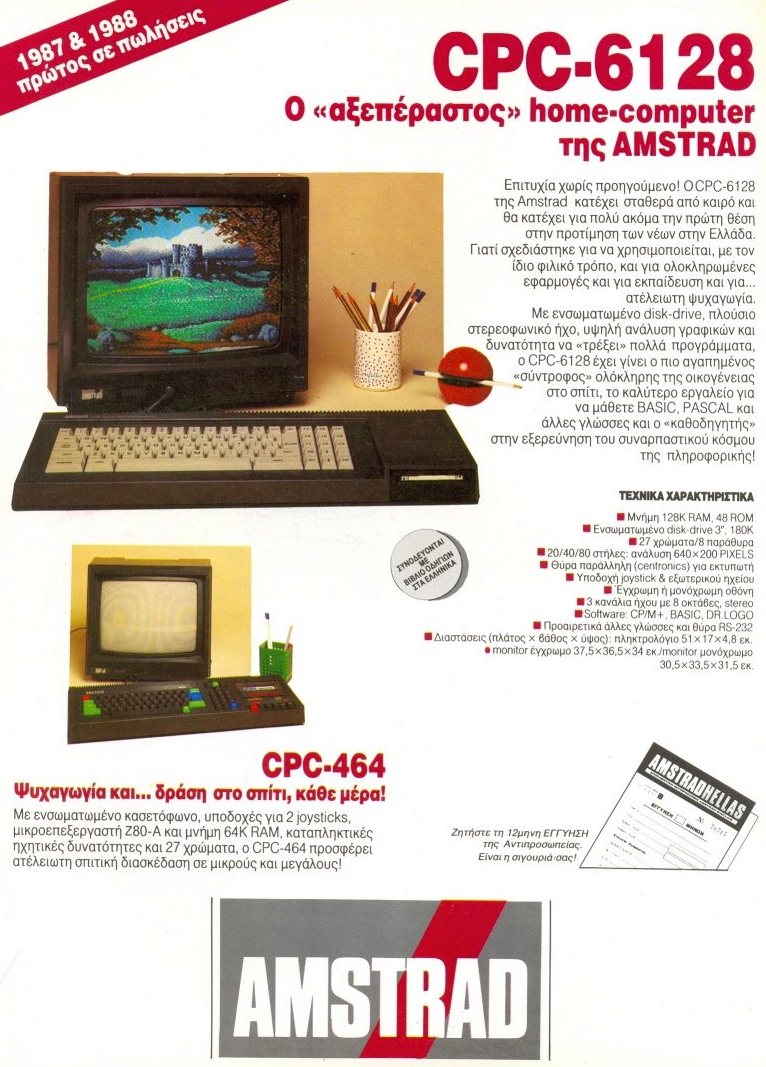 1987 & 1988
πρώτος σε πωλήσεις
CPC-6128
Ο «αξεπέραστος» home-computer
της AMSTRAD
Επιτυχία χωρίς προηγούμενο! Ο CPC-6128
της Amstrad κατέχει σταθερά από καιρό και
θα κατέχει για πολύ ακόμα την πρώτη θέση
στην προτίμηση των νέων στην Ελλάδα.
Γιατί σχεδιάστηκε για να χρησιμοποιείται, με τον
ίδιο φιλικό τρόπο, και για ολοκληρωμένες
εφαρμογές και για εκπαίδευση και για...
ατέλειωτη ψυχαγωγία.
Με ενσωματωμένο disk-drive, πλούσιο
στερεοφωνικό ήχο, υψηλή ανάλυση γραφικών και
δυνατότητα να «τρέξει» πολλά προγράμματα,
ο CPC-6128 έχει γίνει ο πιο αγαπημένος
«σύντροφος» ολόκληρης της οικογένειας
στο σπίτι, το καλύτερο εργαλείο για
να μάθετε BASIC, PASCAL και
άλλες γλώσσες και ο «καθοδηγητής»
στην εξερεύνηση του συναρπαστικού κόσμου
της πληροφορικής!
AMSTRAD
ΤΕΧΝΙΚΑ ΧΑΡΑΚΤΗΡΙΣΤΙΚΑ
■ Μνήμη 128K RAM, 48 ROM
■ Ενσωματωμένο disk-drive 3", 180K
■ 27 χρώματα/8 παράθυρα
■ 20/40/80 στήλες: ανάλυση 640×200 PIXELS
■ Θύρα παράλληλη (centronics) για εκτυπωτή
■ Υποδοχή joystick & εξωτερικού ηχείου
■ Έγχρωμη ή μονόχρωμη οθόνη
■ 3 κανάλια ήχου με 8 οκτάβες, stereo
■ Software: CP/M+, BASIC, DR.LOGO
■ Προαιρετικά άλλες γλώσσες και θύρα RS-232
■ Διαστάσεις (πλάτος × βάθος × ύψος): πληκτρολόγιο 51×17×4,8 εκ.
● monitor έγχρωμο 37,5×36,5×34 εκ./monitor μονόχρωμο
30,5×33,5×31,5 εκ.
ΣΥΝΟΔΕΥΟΝΤΑΙ
ΜΕ
ΒΙΒΛΙΟ ΟΔΗΓΙΩΝ
ΣΤΑ ΕΛΛΗΝΙΚΑ
CPC-464
Ψυχαγωγία και... δράση στο σπίτι, κάθε μέρα!
Με ενσωματωμένο κασετόφωνο, υποδοχές για 2 joysticks,
μικροεπεξεργαστή Z80-A και μνήμη 64K RAM, καταπληκτικές
ηχητικές δυνατότητες και 27 χρώματα, ο CPC-464 προσφέρει
ατέλειωτη σπιτική διασκέδαση σε μικρούς και μεγάλους!
Ζητήστε τη 12μηνη ΕΓΓΥΗΣΗ
της Αντιπροσωπείας.
Είναι η σιγουριά σας!
AMSTRAD HELLAS
B
ΕΓΓΥΗΣΗ ΜΗΝΩΝ
AMSTRAD